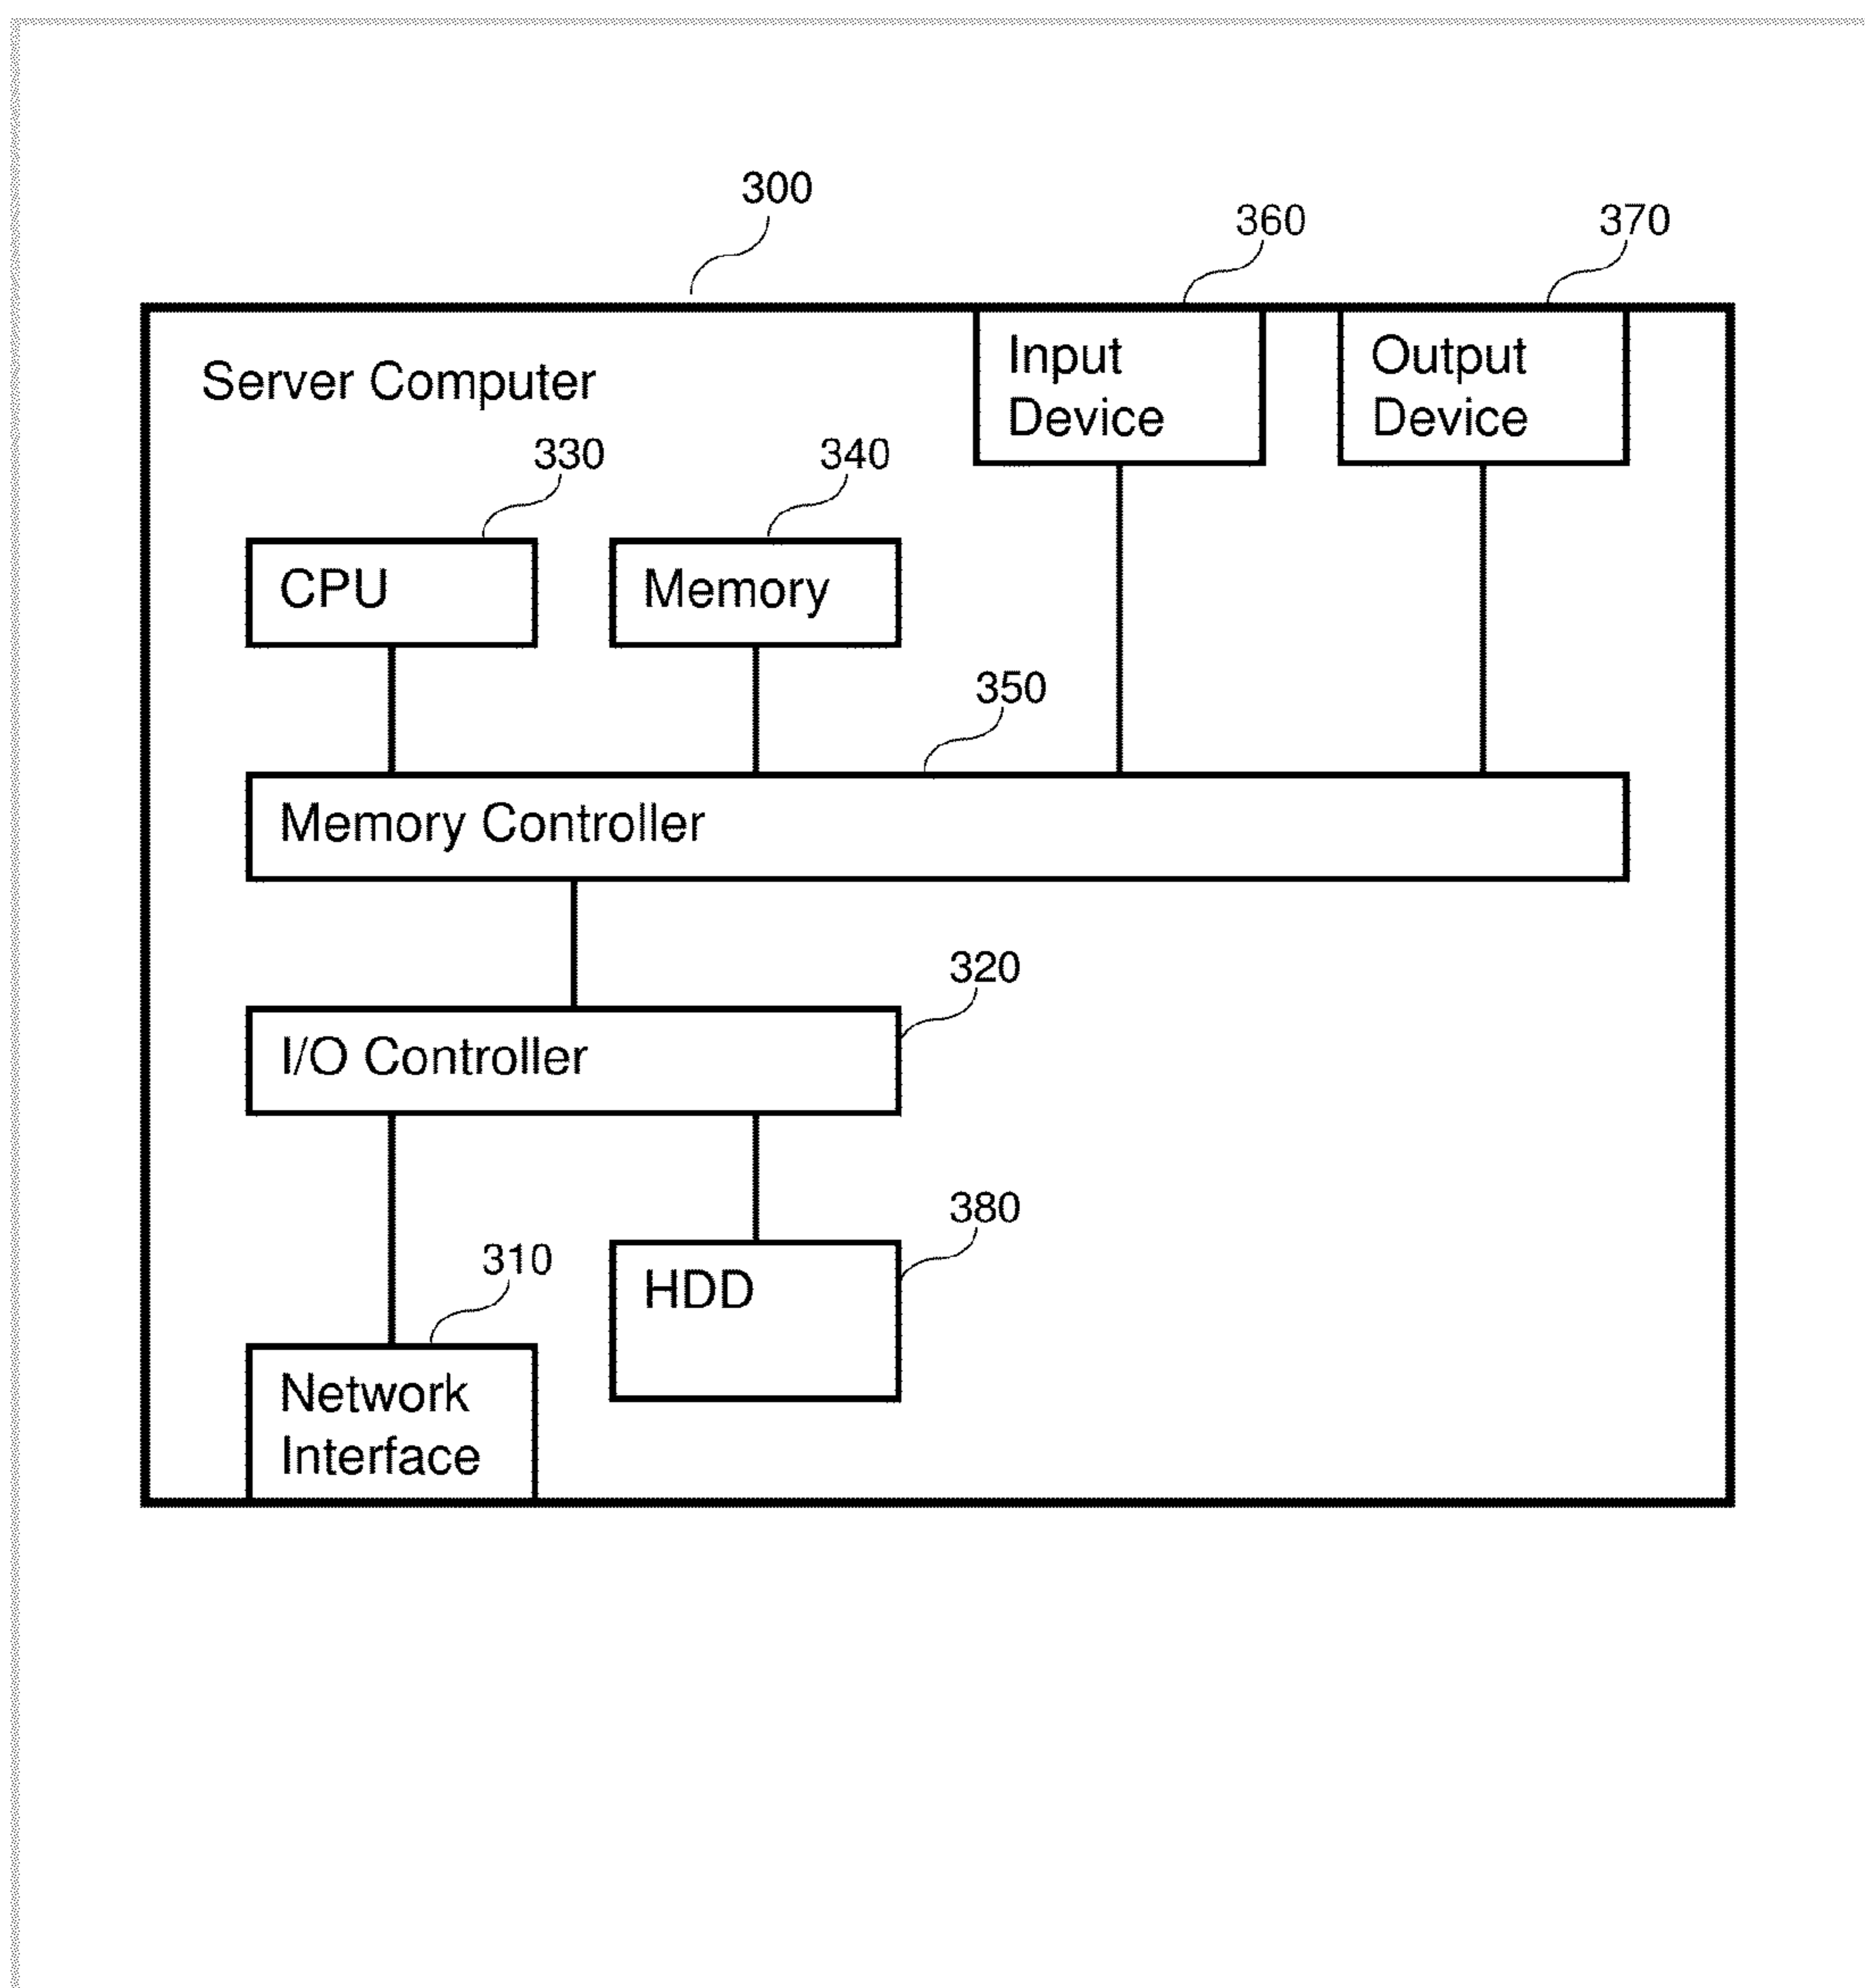 300
360
370
Server Computer
Input
Device
Output
Device
330
340
CPU
Memory
350
Memory Controller
320
I/O Controller
380
310
HDD
Network
Interface